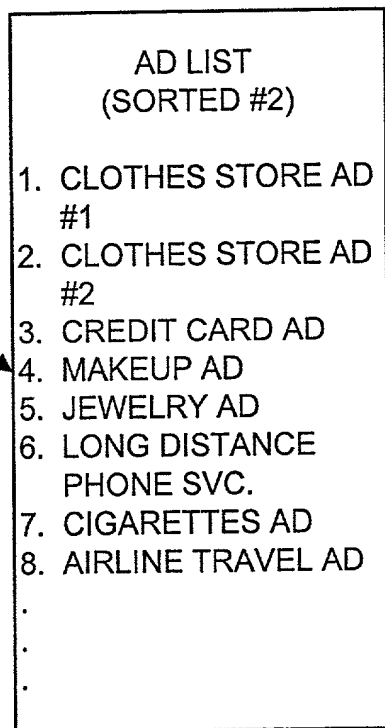 AD LIST
(SORTED #2)
1. CLOTHES STORE AD
#1
2. CLOTHES STORE AD
#2
3. CREDIT CARD AD
4. MAKEUP AD
5. JEWELRY AD
6. LONG DISTANCE
PHONE SVC.
7. CIGARETTES AD
8. AIRLINE TRAVEL AD
.
.
.